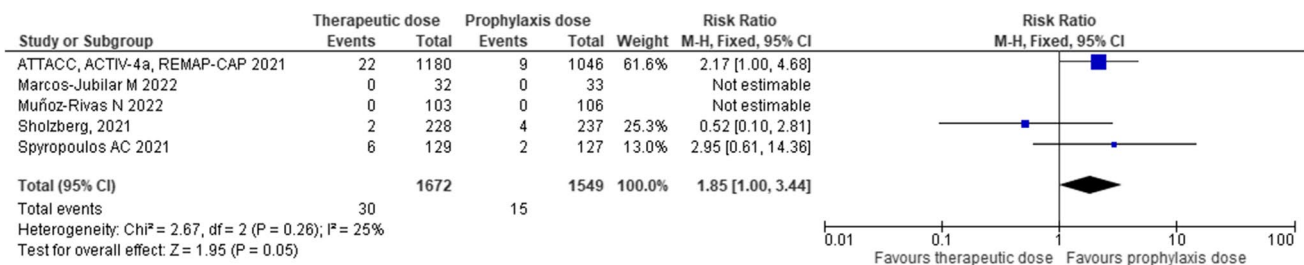 Therapeutic dose Prophylaxis dose Risk Ratio Risk Ratio
Study or Subgroup Events Total Events Total Weight M-H, Fixed, 95% CI M-H, Fixed, 95% CI
ATTACC, ACTIV-4a, REMAP-CAP 2021 22 1180 9 1046 61.6% 2.17 [1.00, 4.68]
Marcos-Jubilar M 2022 0 32 0 33 Not estimable
Muñoz-Rivas N 2022 0 103 0 106 Not estimable
Sholzberg, 2021 2 228 4 237 25.3% 0.52 [0.10, 2.81]
Spyropoulos AC 2021 6 129 2 127 13.0% 2.95 [0.61, 14.36]
Total (95% CI) 1672 1549 100.0% 1.85 [1.00, 3.44]
Total events 30 15
Heterogeneity: Chi² = 2.67, df = 2 (P = 0.26); I² = 25%
Test for overall effect: Z = 1.95 (P = 0.05)
0.01 0.1 1 10 100
Favours therapeutic dose Favours prophylaxis dose